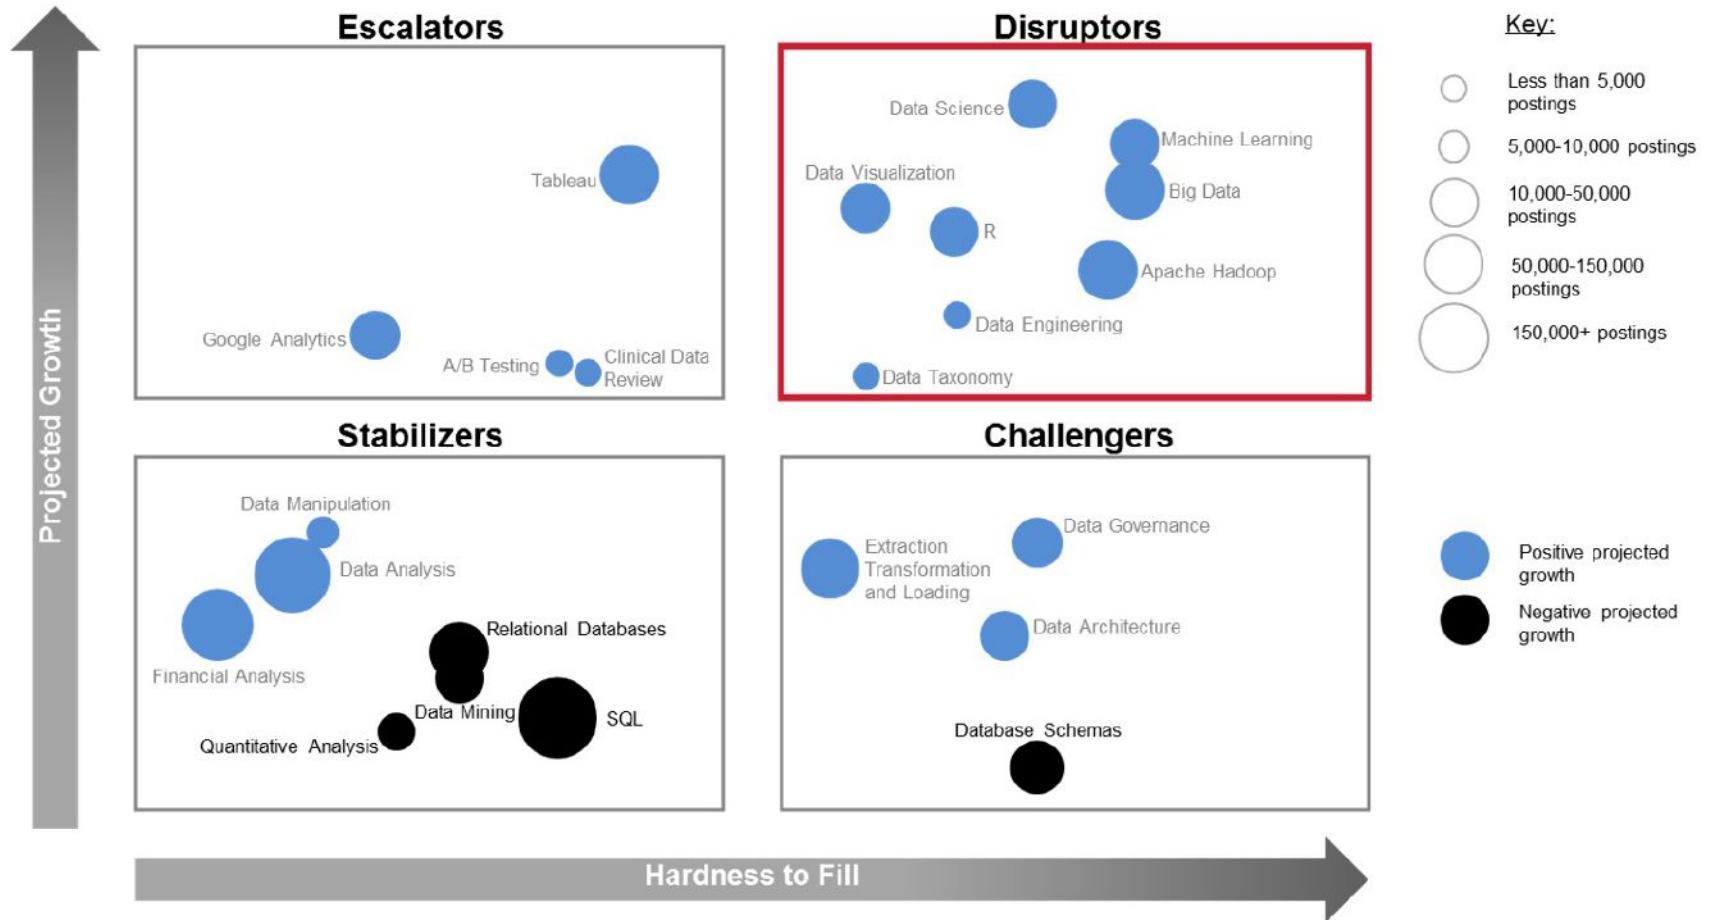 Escalators
Disruptors
Key:
Data Science
Machine Learning
Tableau
Data Visualization
Big Data
R
Apache Hadoop
Google Analytics
Data Engineering
A/B Testing
Clinical Data
Review
Data Taxonomy
Less than 5,000
postings
5,000-10,000 postings
10,000-50,000
postings
50,000-150,000
postings
150,000+ postings
Projected Growth
Stabilizers
Challengers
Data Manipulation
Data Analysis
Financial Analysis
Relational Databases
Data Mining
SQL
Quantitative Analysis
Data Governance
Extraction
Transformation
and Loading
Data Architecture
Database Schemas
Positive projected
growth
Negative projected
growth
Hardness to Fill